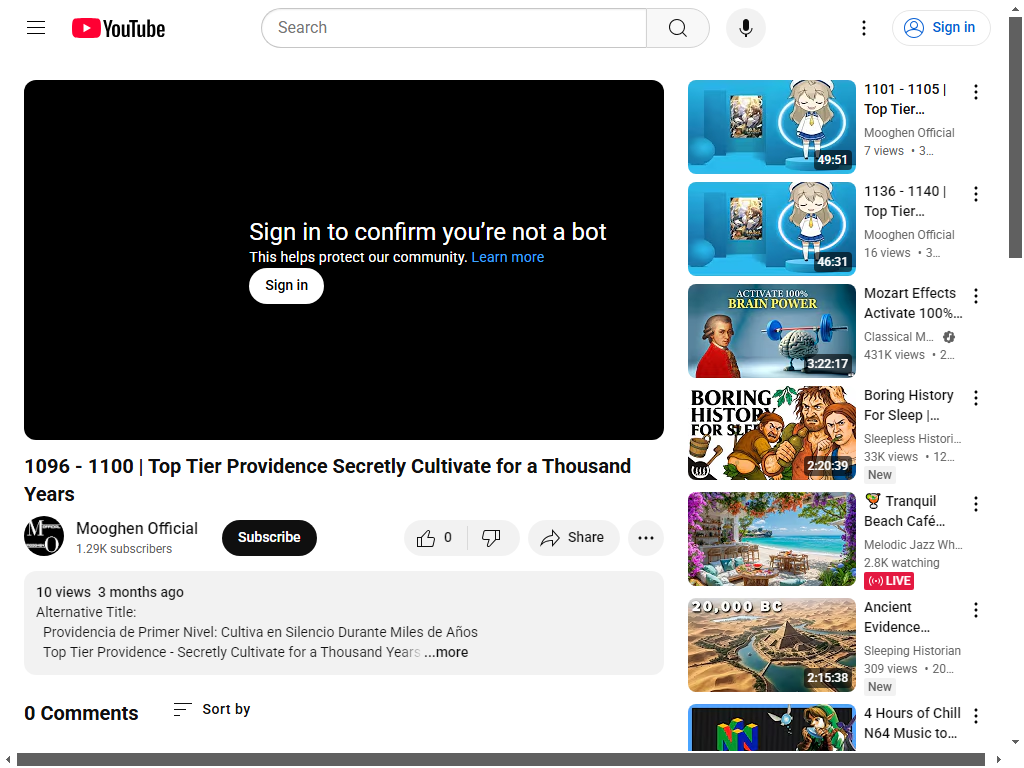 YouTube
Search
Sign in
Sign in to confirm you're not a bot
This helps protect our community. Learn more
Sign in
1096 - 1100 | Top Tier Providence Secretly Cultivate for a Thousand
Years
Mooghen Official
1.29K subscribers
Subscribe
0
Share
10 views 3 months ago
Alternative Title:
Providencia de Primer Nivel: Cultiva en Silencio Durante Miles de Años
Top Tier Providence - Secretly Cultivate for a Thousand Years ...more
0 Comments
Sort by
49:51
1101 - 1105 |
Top Tier...
Mooghen Official
7 views • 3...
46:31
1136 - 1140 |
Top Tier...
Mooghen Official
16 views • 3...
ACTIVATE 100%
BRAIN POWER
3:22:17
Mozart Effects
Activate 100%...
Classical M...
431K views • 2...
BORING
HISTORY
FOR SLEEP
2:20:39
Boring History
For Sleep |...
Sleepless Histori...
33K views • 12...
New
🍹 Tranquil
Beach Café...
Melodic Jazz Wh...
2.8K watching
LIVE
20,000 BC
2:15:38
Ancient
Evidence...
Sleeping Historian
309 views • 20...
New
4 Hours of Chill
N64 Music to...